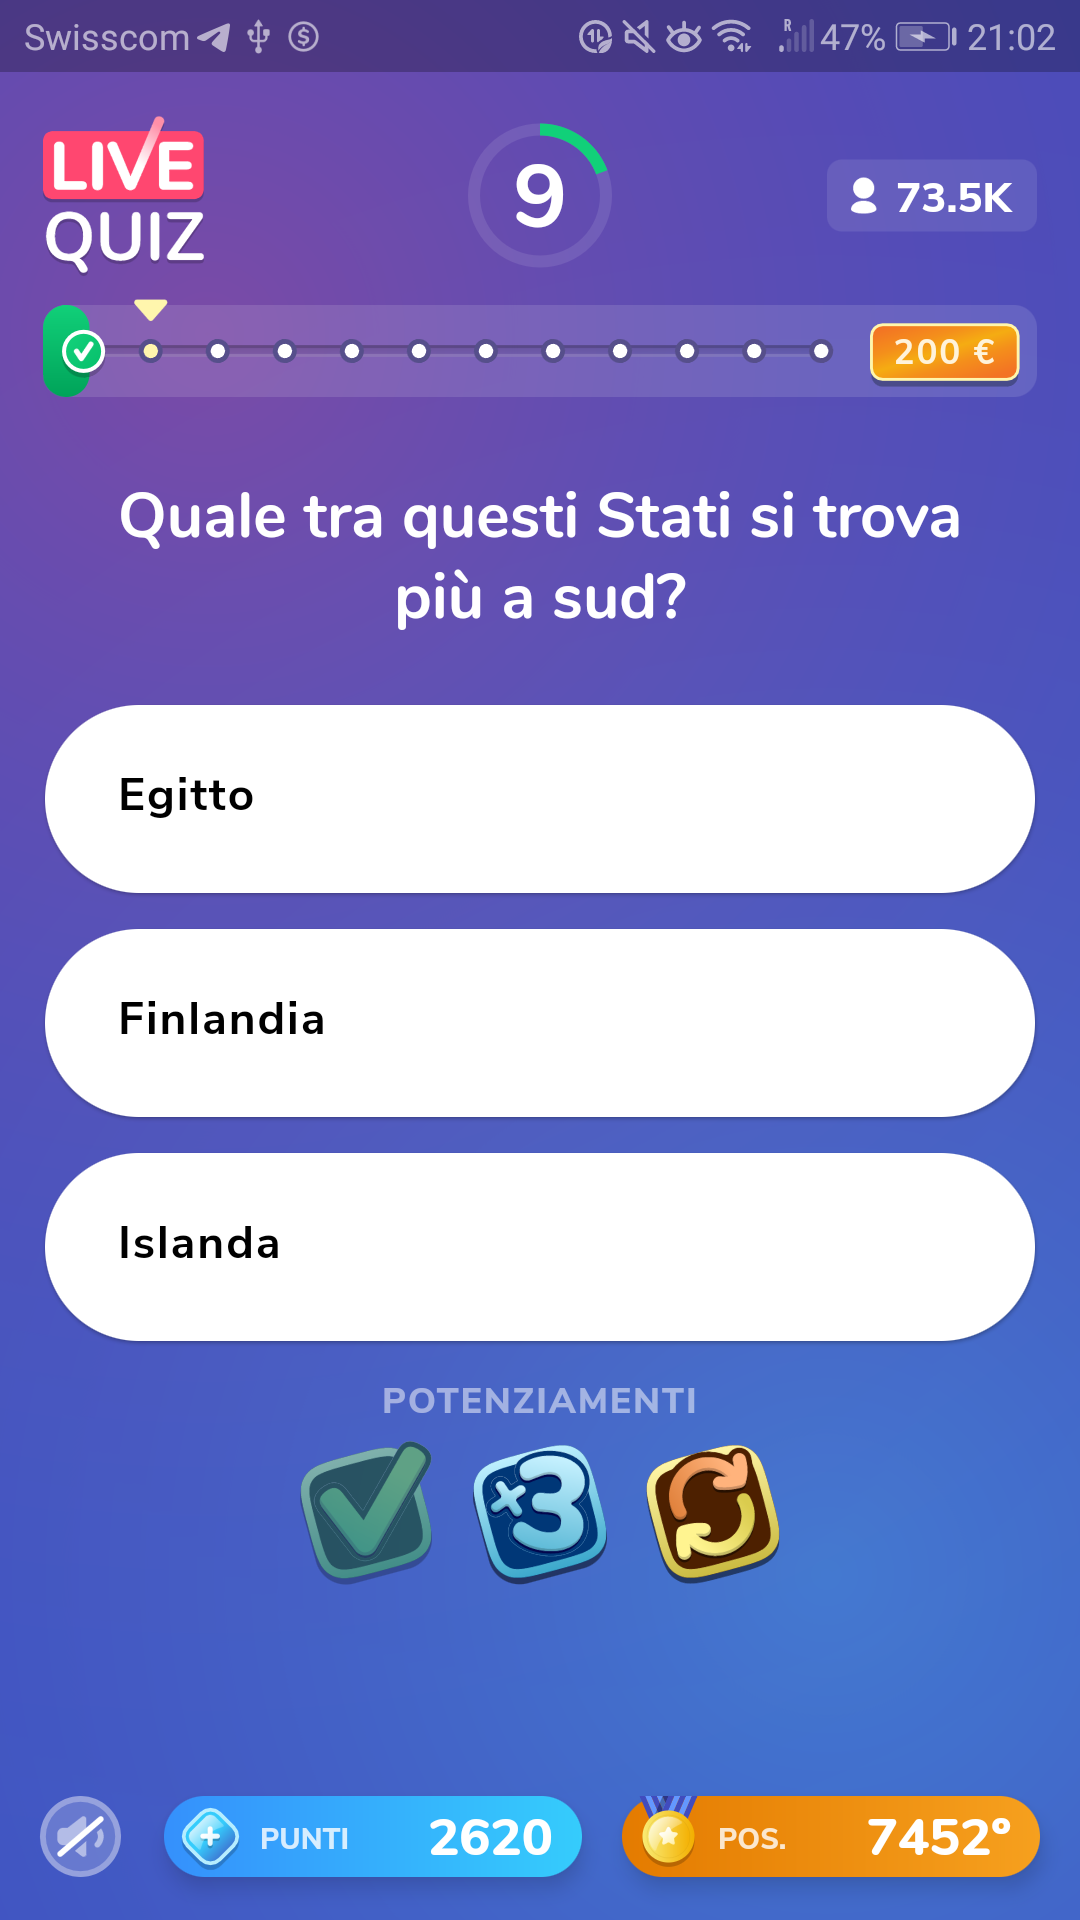 Swisscom 47% 21:02
LIVE
QUIZ
9
73.5K
200 €
Quale tra questi Stati si trova
più a sud?
Egitto
Finlandia
Islanda
POTENZIAMENTI
×3
PUNTI 2620
POS. 7452°